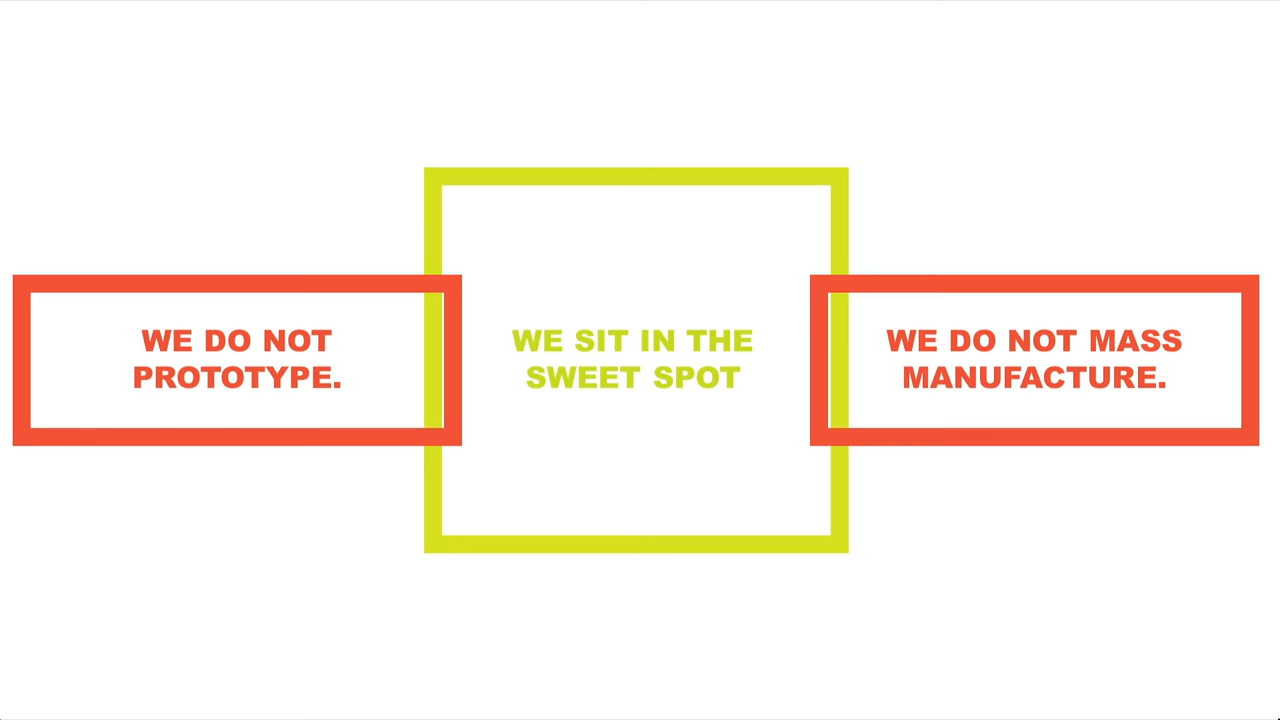 WE DO NOT
PROTOTYPE.
WE SIT IN THE
SWEET SPOT
WE DO NOT MASS
MANUFACTURE.